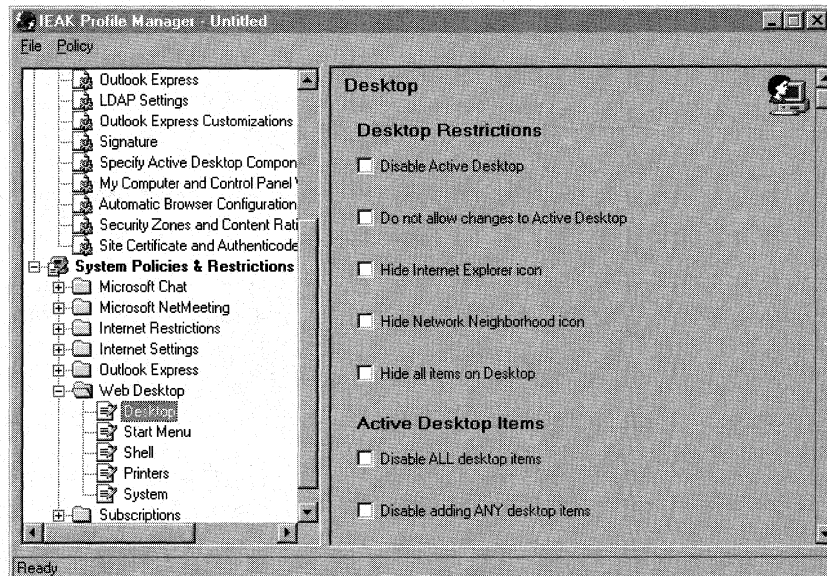 IEAK Profile Manager - Untitled
File Policy
Outlook Express
LDAP Settings
Outlook Express Customizations
Signature
Specify Active Desktop Compon
My Computer and Control Panel
Automatic Browser Configuration
Security Zones and Content Rati
Site Certificate and Authenticode
System Policies & Restrictions
Microsoft Chat
Microsoft NetMeeting
Internet Restrictions
Internet Settings
Outlook Express
Web Desktop
Desktop
Start Menu
Shell
Printers
System
Subscriptions
Desktop
Desktop Restrictions
Disable Active Desktop
Do not allow changes to Active Desktop
Hide Internet Explorer icon
Hide Network Neighborhood icon
Hide all items on Desktop
Active Desktop Items
Disable ALL desktop items
Disable adding ANY desktop items
Ready